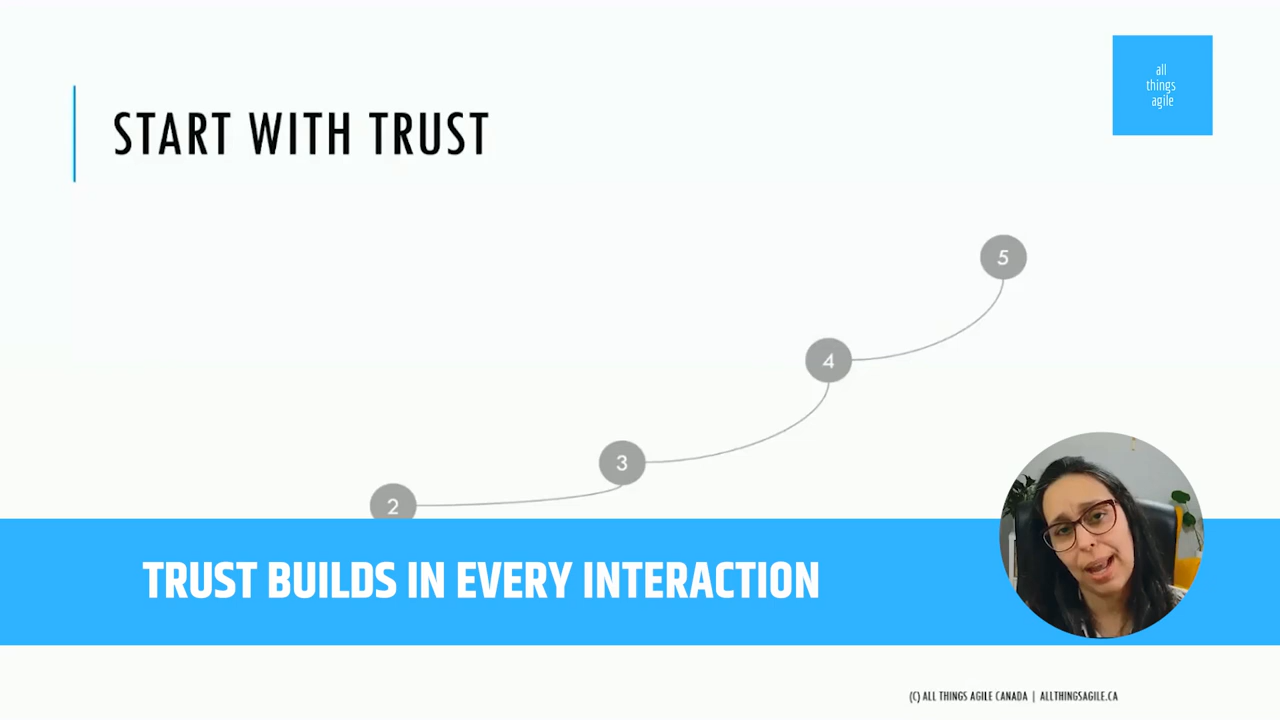 all
things
agile
START WITH TRUST
5
4
3
2
TRUST BUILDS IN EVERY INTERACTION
(C) ALL THINGS AGILE CANADA | ALLTHINGSAGILE.CA